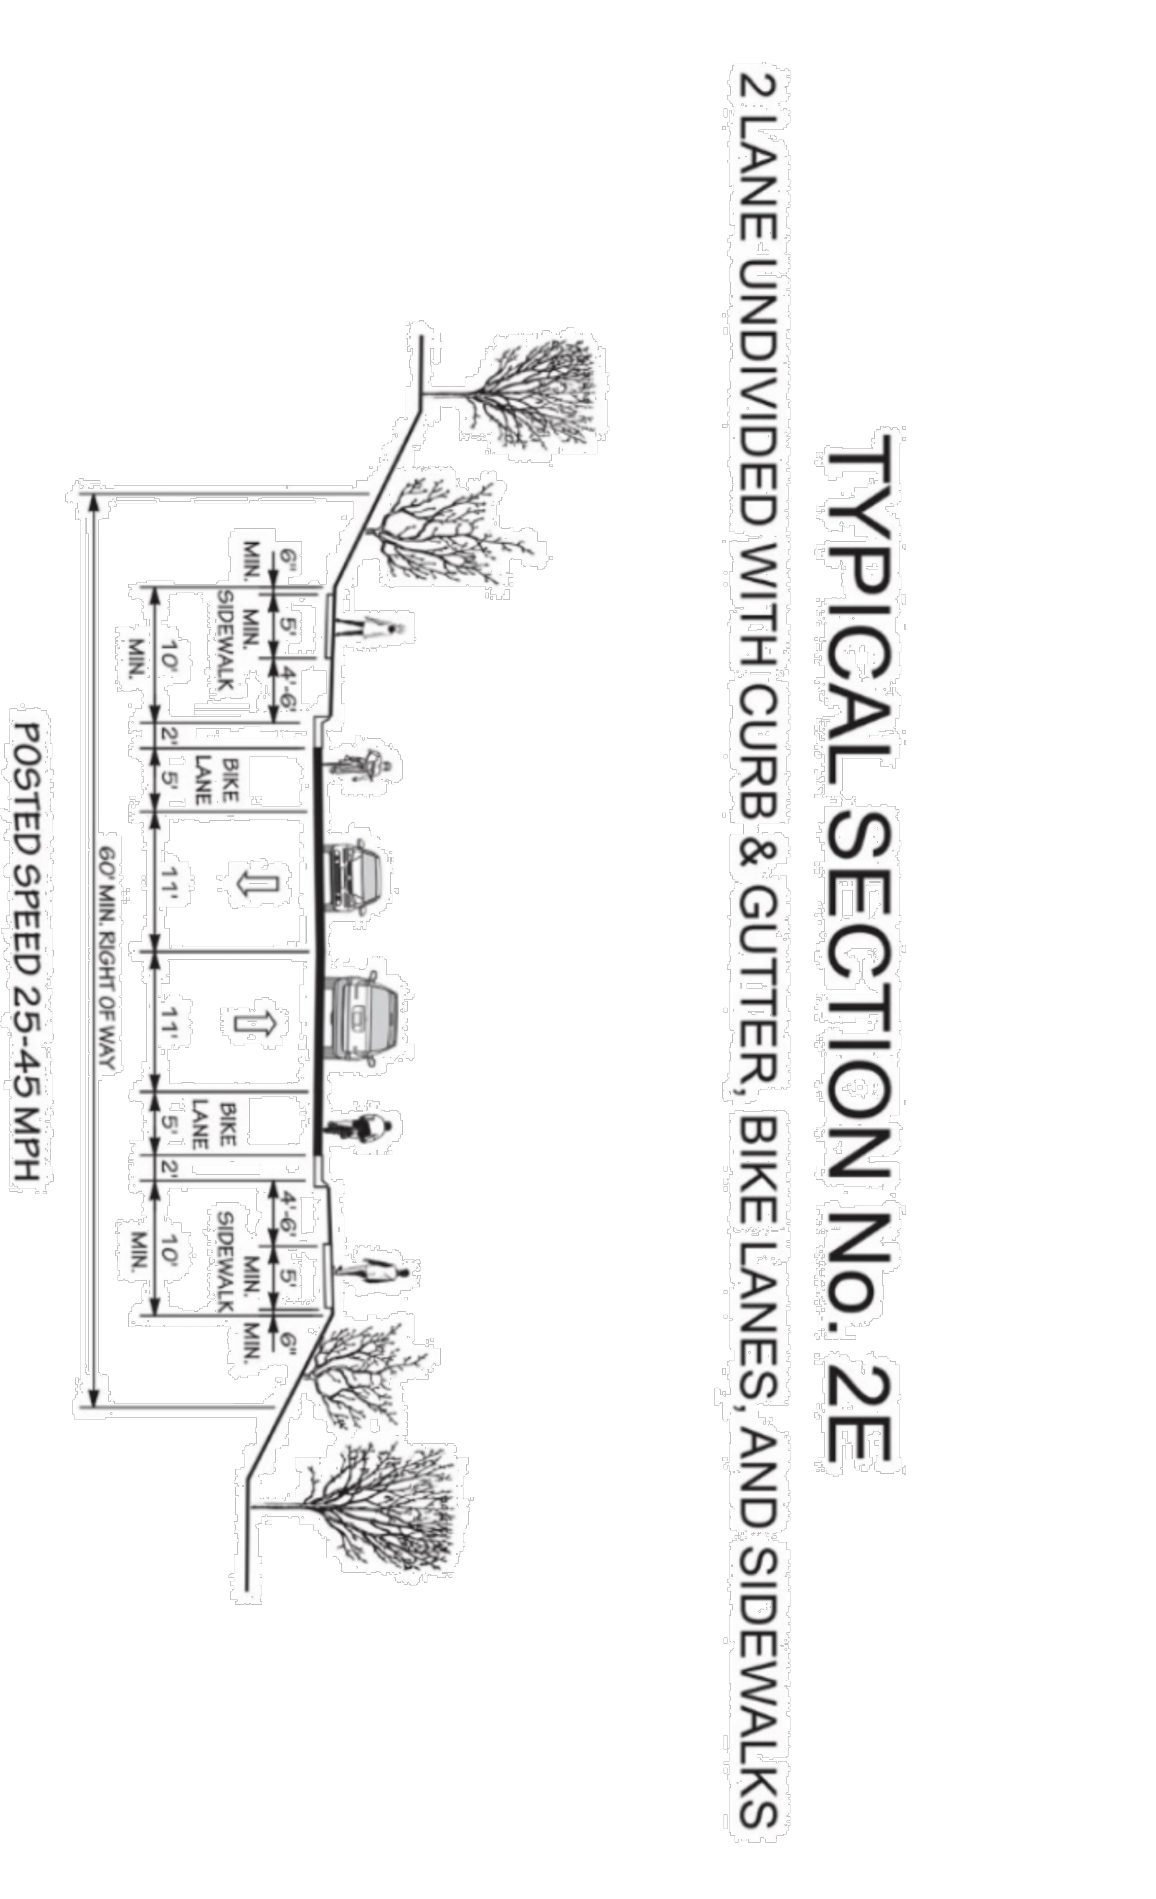 TYPICAL SECTION No. 2E
2 LANE UNDIVIDED WITH CURB & GUTTER, BIKE LANES, AND SIDEWALKS
6" 5' 4'-6" 4'-6" 5' 6"
MIN. MIN. MIN. MIN.
SIDEWALK BIKE LANE BIKE LANE SIDEWALK
10' 2' 5' 11' 11' 5' 2' 10'
MIN. MIN.
60' MIN. RIGHT OF WAY
POSTED SPEED 25-45 MPH